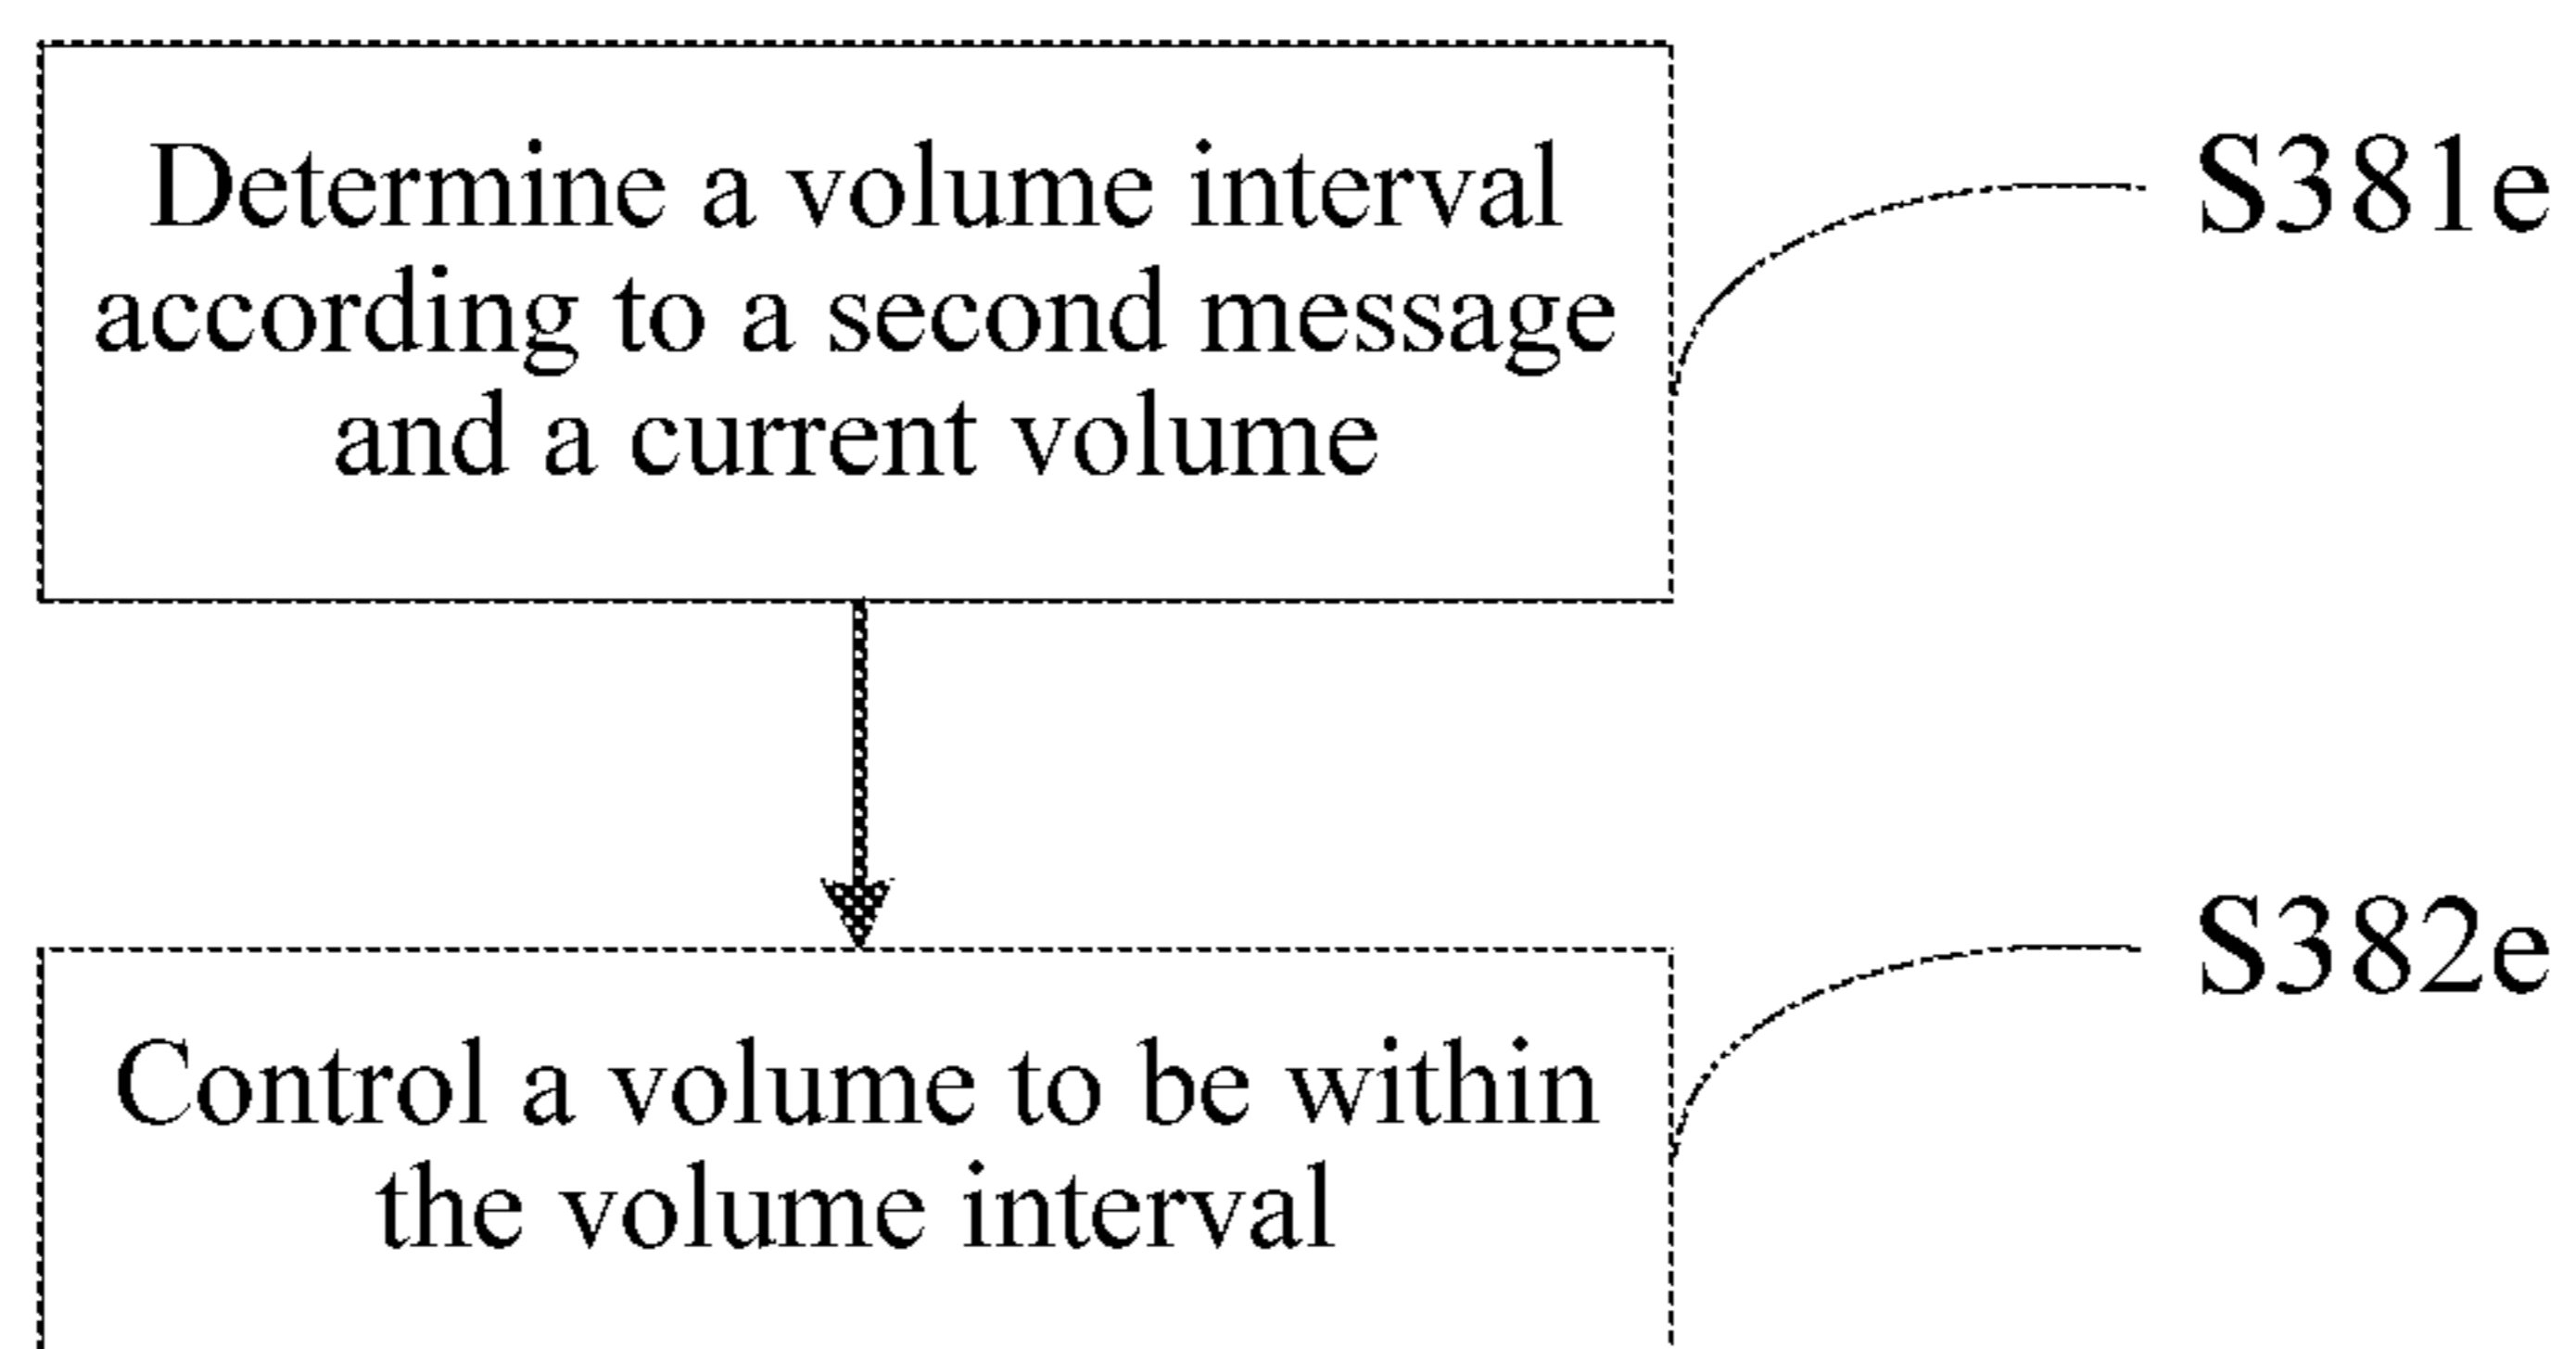 Determine a volume interval
according to a second message
and a current volume
S381e
Control a volume to be within
the volume interval
S382e